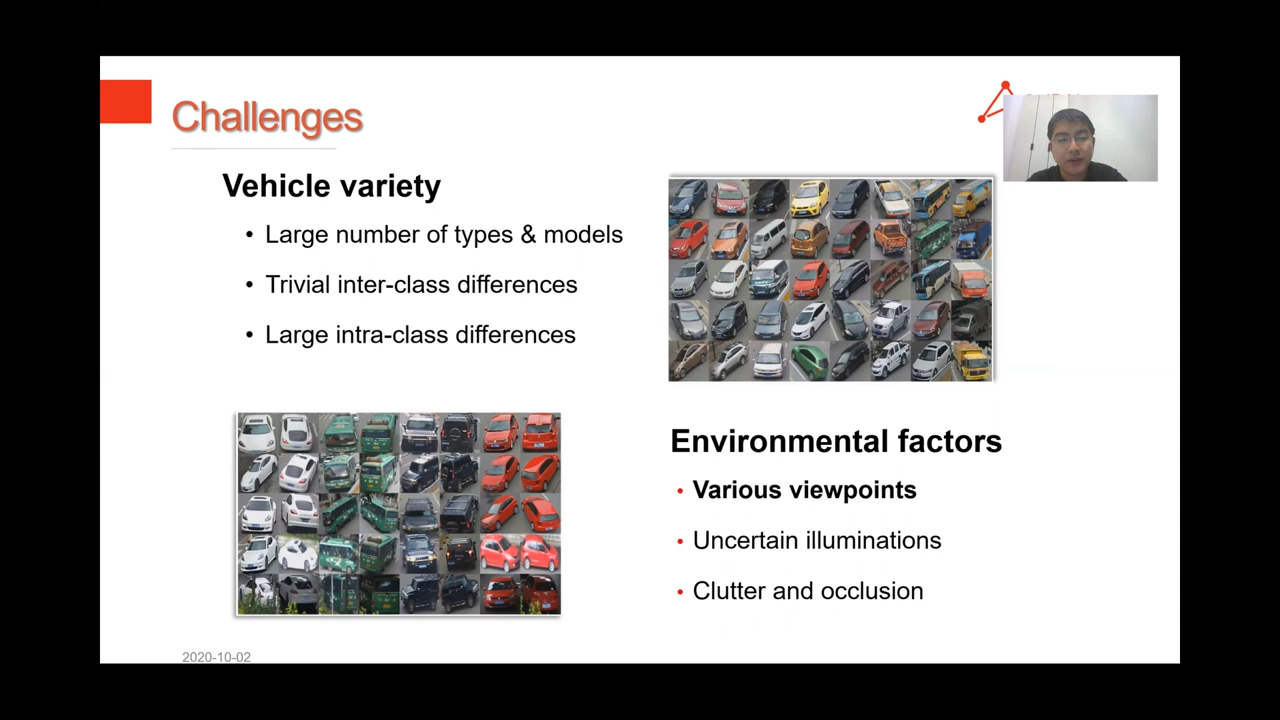 Challenges
Vehicle variety
• Large number of types & models
• Trivial inter-class differences
• Large intra-class differences
Environmental factors
• Various viewpoints
• Uncertain illuminations
• Clutter and occlusion
2020-10-02